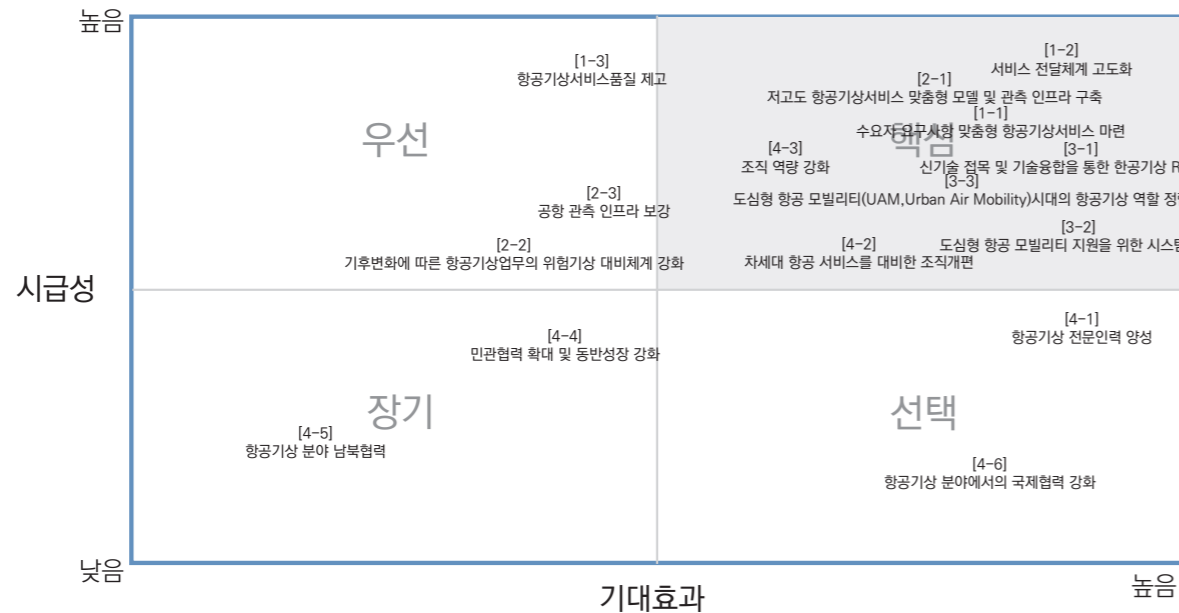 높음
[1-2]
[1-3]
서비스 전달체계 고도화
항공기상서비스품질 제고
[2-1]
저고도 항공기상서비스 맞춤형 모델 및 관측 인프라 구축
[1-1]
우선
핵심
수요자 요구사항 맞춤형 항공기상서비스 마련
[4-3]
[3-1]
조직 역량 강화
신기술 접목 및 기술융합을 통한 한공기상 R
[3-3]
[2-3]
도심형 항공 모빌리티(UAM,Urban Air Mobility)시대의 항공기상 역할 정
공항 관측 인프라 보강
[3-2]
[2-2]
[4-2]
도심형 항공 모빌리티 지원을 위한 시스템
기후변화에 따른 항공기상업무의 위험기상 대비체계 강화
차세대 항공 서비스를 대비한 조직개편
시급성
[4-1]
[4-4]
항공기상 전문인력 양성
민관협력 확대 및 동반성장 강화
장기
선택
[4-5]
항공기상 분야 남북협력
[4-6]
항공기상 분야에서의 국제협력 강화
낮음
높음
기대효과